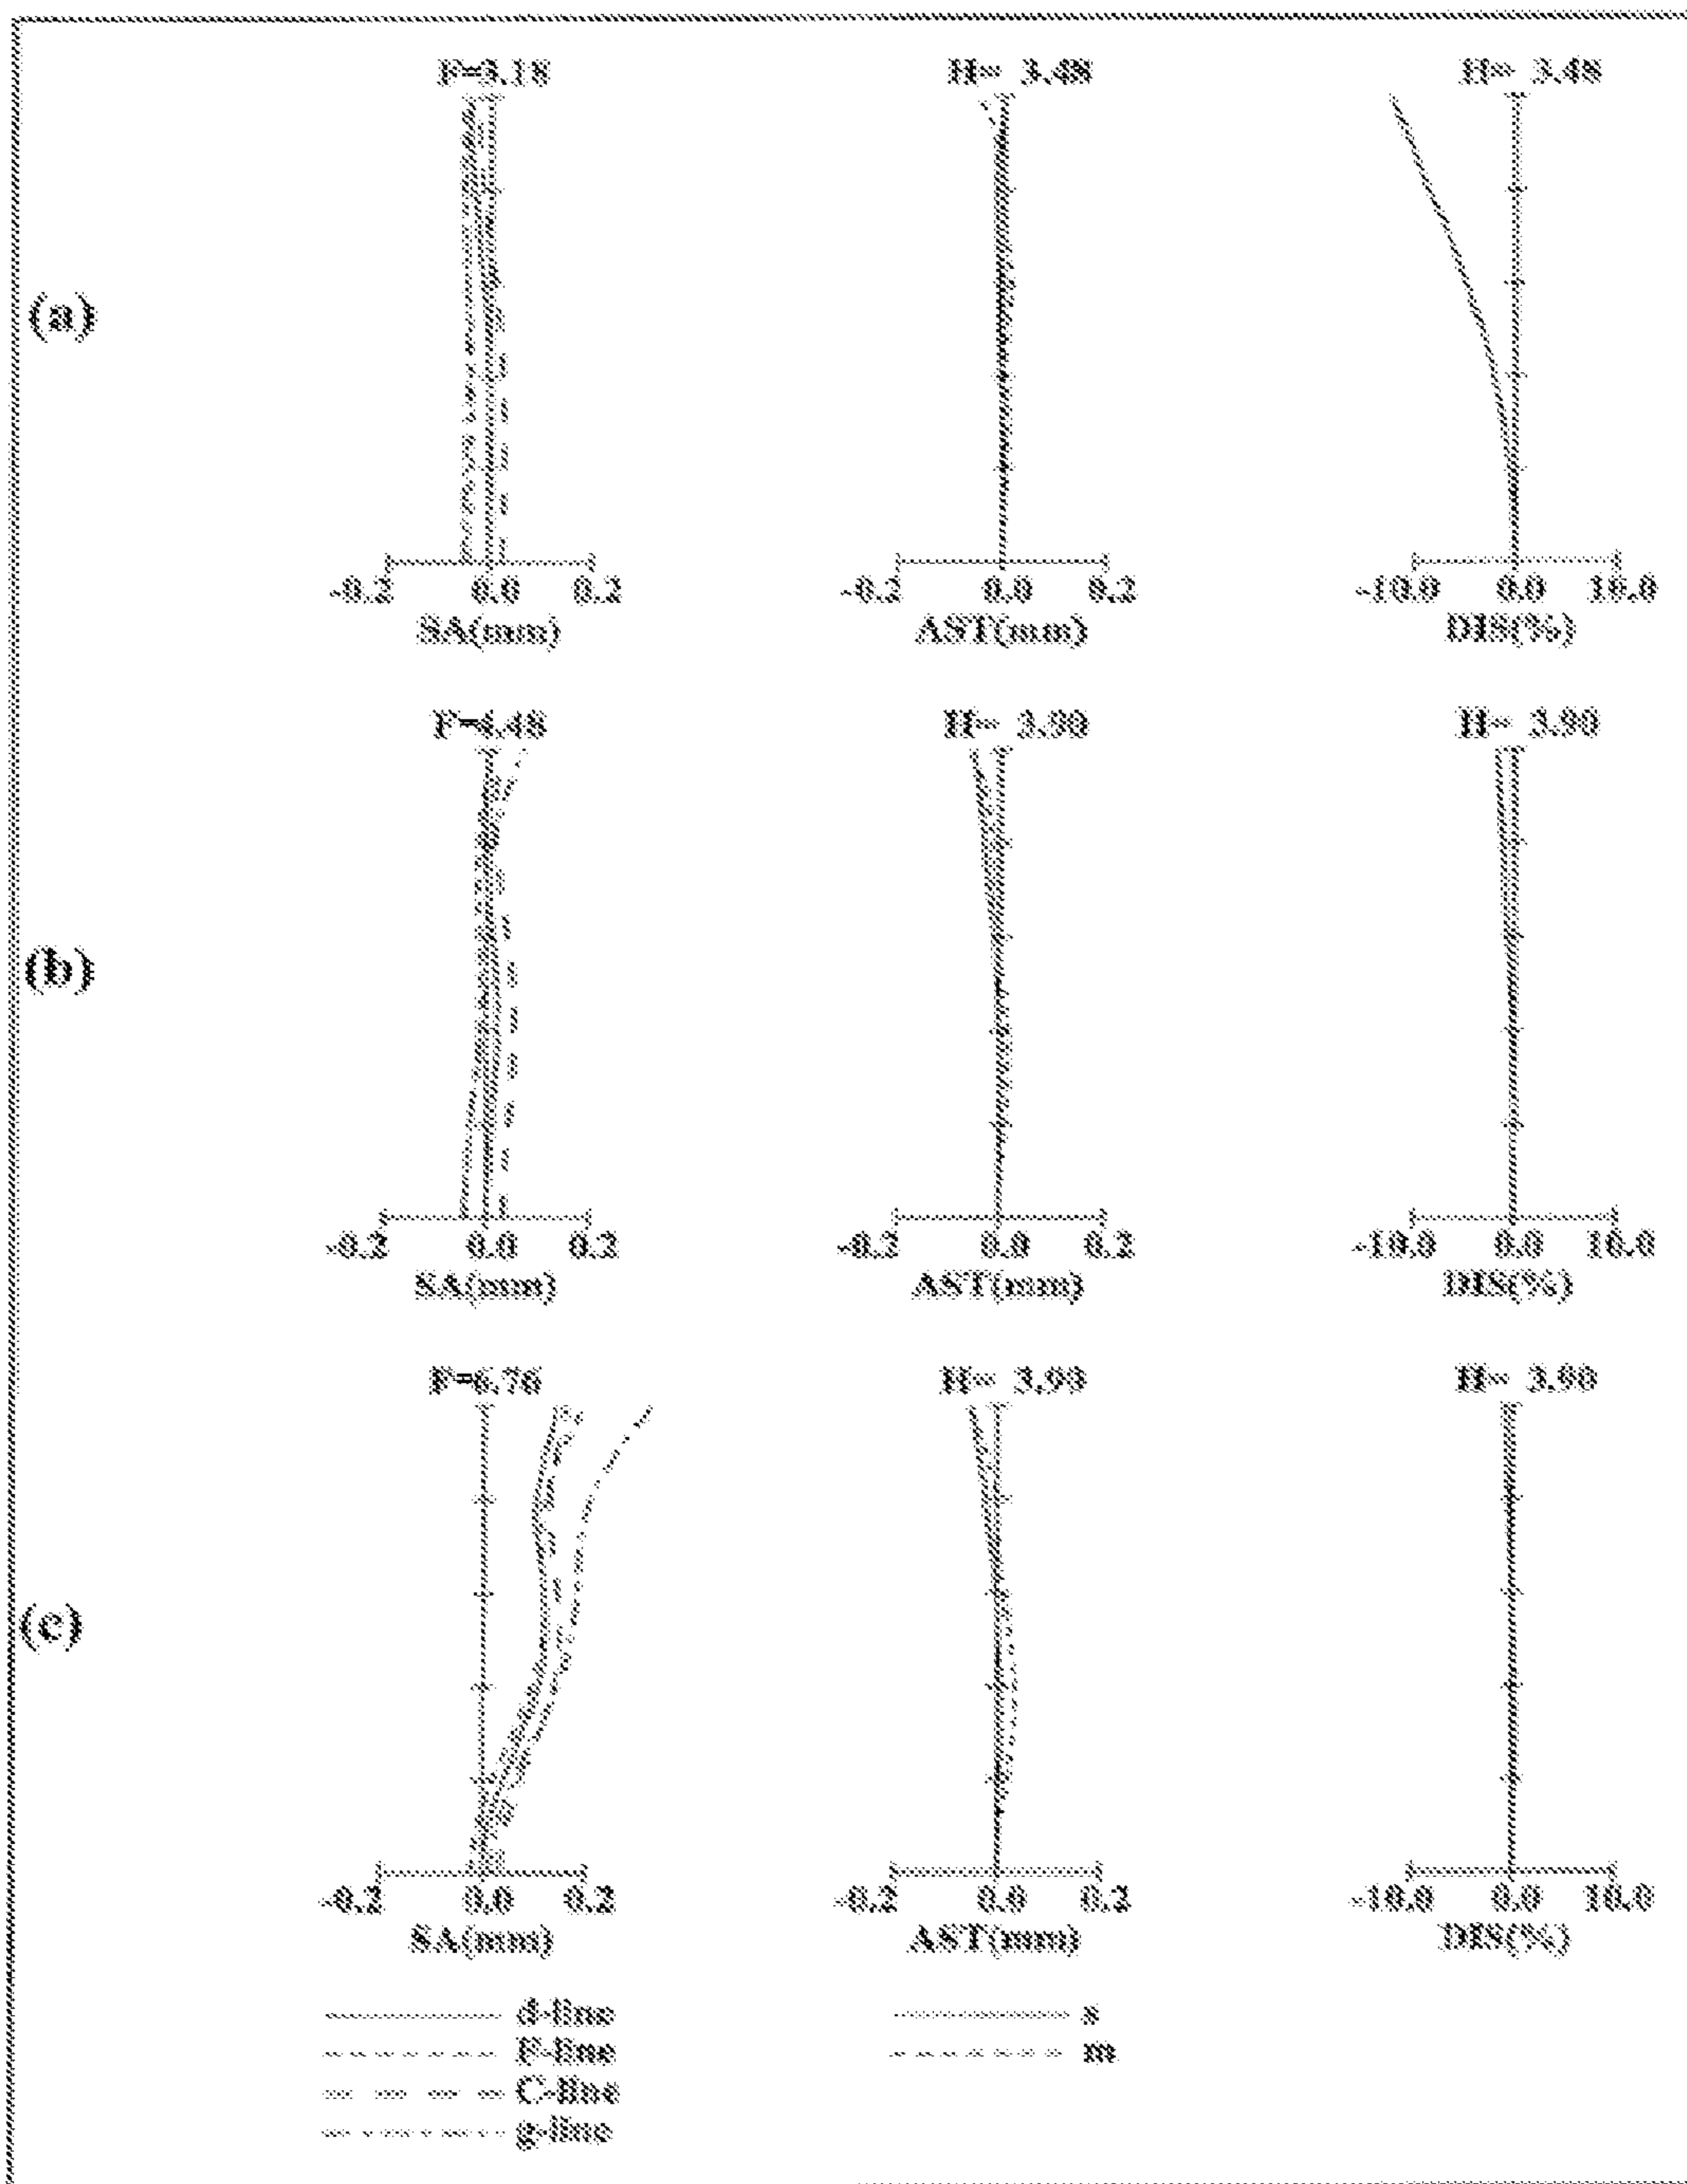 F=3.18 H= 3.48 H= 3.48
(a)
-0.2 0.0 0.2 -0.2 0.0 0.2 -10.0 0.0 10.0
SA(mm) AST(mm) DIS(%)
F=4.48 H= 3.90 H= 3.90
(b)
-0.2 0.0 0.2 -0.2 0.0 0.2 -10.0 0.0 10.0
SA(mm) AST(mm) DIS(%)
F=6.76 H= 3.90 H= 3.90
(c)
-0.2 0.0 0.2 -0.2 0.0 0.2 -10.0 0.0 10.0
SA(mm) AST(mm) DIS(%)
d-line s
F-line m
C-line
g-line